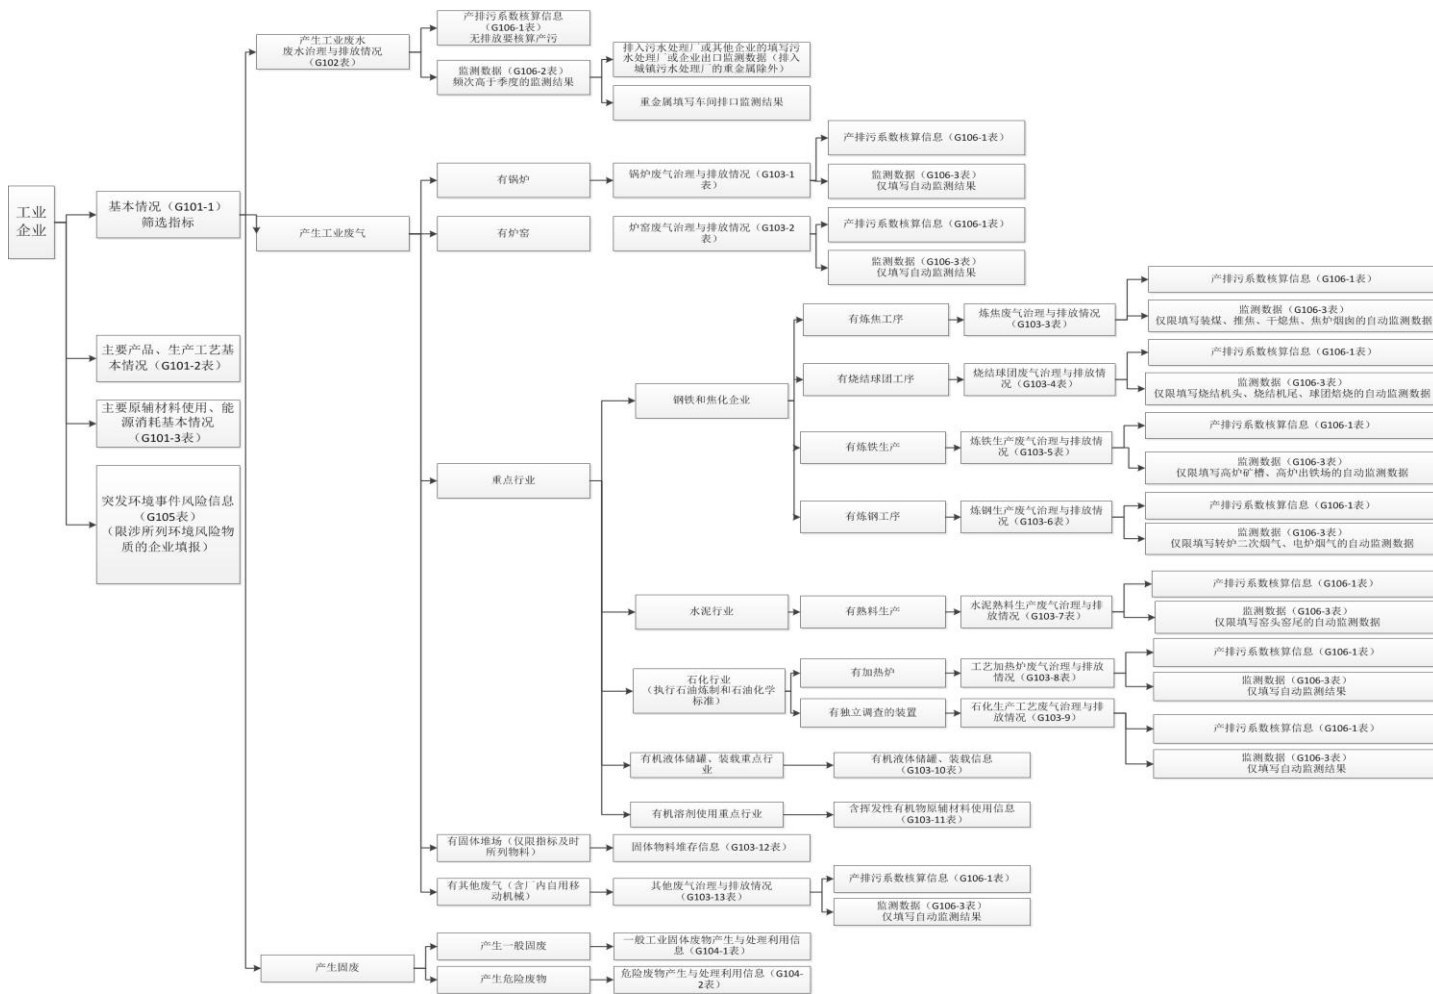 工业
企业
基本情况（G101-1）
筛选指标
主要产品、生产工艺基
本情况（G101-2表）
主要原辅材料使用、能
源消耗基本情况
（G101-3表）
突发环境事件风险信息
（G105表）
（限涉所列环境风险物
质的企业填报）
产生工业废水
废水治理与排放情况
（G102表）
产排污系数核算信息
（G106-1表）
无排放要核算产污
监测数据（G106-2表）
频次高于季度的监测结果
排入污水处理厂或其他企业的填写污
水处理厂或企业出口监测数据（排入
城镇污水处理厂的重金属除外）
重金属填写车间排口监测结果
产生工业废气
有锅炉
锅炉废气治理与排放情况（G103-1
表）
产排污系数核算信息（G106-1表）
监测数据（G106-3表）
仅填写自动监测结果
有炉窑
炉窑废气治理与排放情况（G103-2
表）
产排污系数核算信息（G106-1表）
监测数据（G106-3表）
仅填写自动监测结果
重点行业
钢铁和焦化企业
有炼焦工序
炼焦废气治理与排放情况
（G103-3表）
产排污系数核算信息（G106-1表）
监测数据（G106-3表）
仅限填写装煤、推焦、干熄焦、焦炉烟囱的自动监测数据
有烧结球团工序
烧结球团废气治理与排放情
况（G103-4表）
产排污系数核算信息（G106-1表）
监测数据（G106-3表）
仅限填写烧结机头、烧结机尾、球团焙烧的自动监测数据
有炼铁生产
炼铁生产废气治理与排放情
况（G103-5表）
产排污系数核算信息（G106-1表）
监测数据（G106-3表）
仅限填写高炉矿槽、高炉出铁场的自动监测数据
有炼钢工序
炼钢生产废气治理与排放情
况（G103-6表）
产排污系数核算信息（G106-1表）
监测数据（G106-3表）
仅限填写转炉二次烟气、电炉烟气的自动监测数据
水泥行业
有熟料生产
水泥熟料生产废气治理与排
放情况（G103-7表）
产排污系数核算信息（G106-1表）
监测数据（G106-3表）
仅限填写窑头窑尾的自动监测数据
石化行业
（执行石油炼制和石油化学
标准）
有加热炉
工艺加热炉废气治理与排放
情况（G103-8表）
产排污系数核算信息（G106-1表）
监测数据（G106-3表）
仅填写自动监测结果
有独立调查的装置
石化生产工艺废气治理与排
放情况（G103-9）
产排污系数核算信息（G106-1表）
监测数据（G106-3表）
仅填写自动监测结果
有机液体储罐、装载重点行
业
有机液体储罐、装载信息
（G103-10表）
有机溶剂使用重点行业
含挥发性有机物原辅材料使用信息
（G103-11表）
有固体堆场（仅限指标及时
所列物料）
固体物料堆存信息（G103-12表）
有其他废气（含厂内自用移
动机械）
其他废气治理与排放情况
（G103-13表）
产排污系数核算信息（G106-1表）
监测数据（G106-3表）
仅填写自动监测结果
产生固废
产生一般固废
一般工业固体废物产生与处理利用信
息（G104-1表）
产生危险废物
危险废物产生与处理利用信息（G104-
2表）